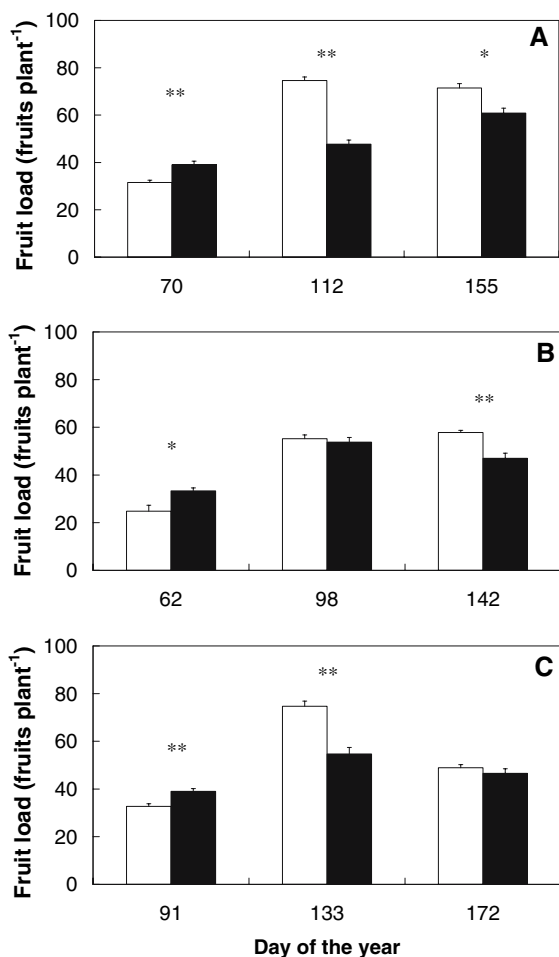 A
Fruit load (fruits plant⁻¹)
100
80
60
40
20
0
** ** *
70 112 155
B
Fruit load (fruits plant⁻¹)
100
80
60
40
20
0
* **
62 98 142
C
Fruit load (fruits plant⁻¹)
100
80
60
40
20
0
** **
91 133 172
Day of the year